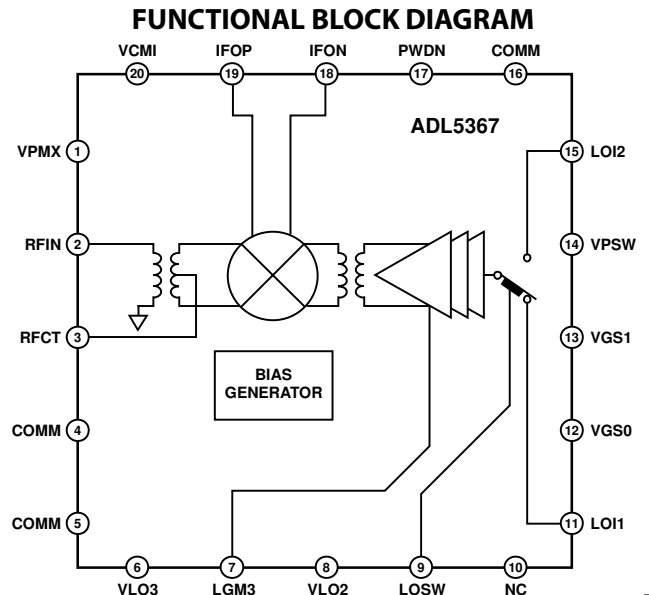 FUNCTIONAL BLOCK DIAGRAM
VCMI IFOP IFON PWDN COMM
20 19 18 17 16
ADL5367
VPMX 1
15 LOI2
RFIN 2
14 VPSW
RFCT 3
13 VGS1
BIAS
GENERATOR
COMM 4
12 VGS0
COMM 5
11 LOI1
6 7 8 9 10
VLO3 LGM3 VLO2 LOSW NC